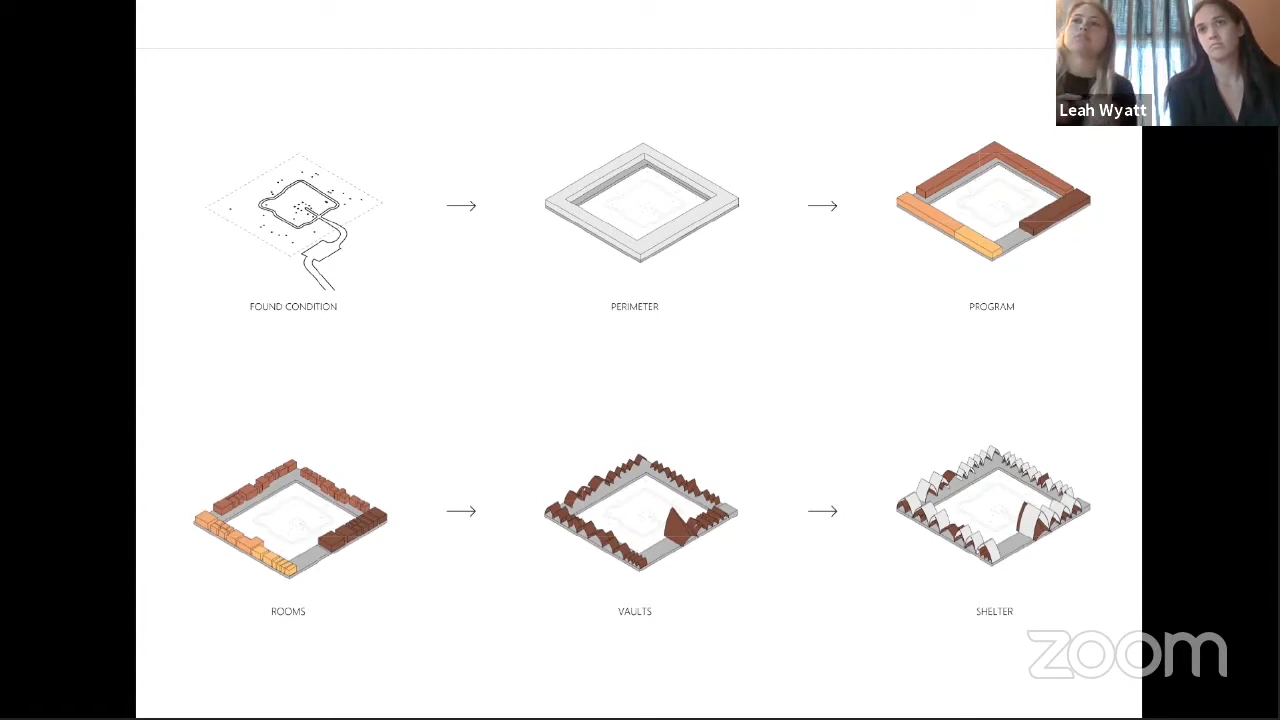 Leah Wyatt
FOUND CONDITION
PERIMETER
PROGRAM
ROOMS
VAULTS
SHELTER
zoom